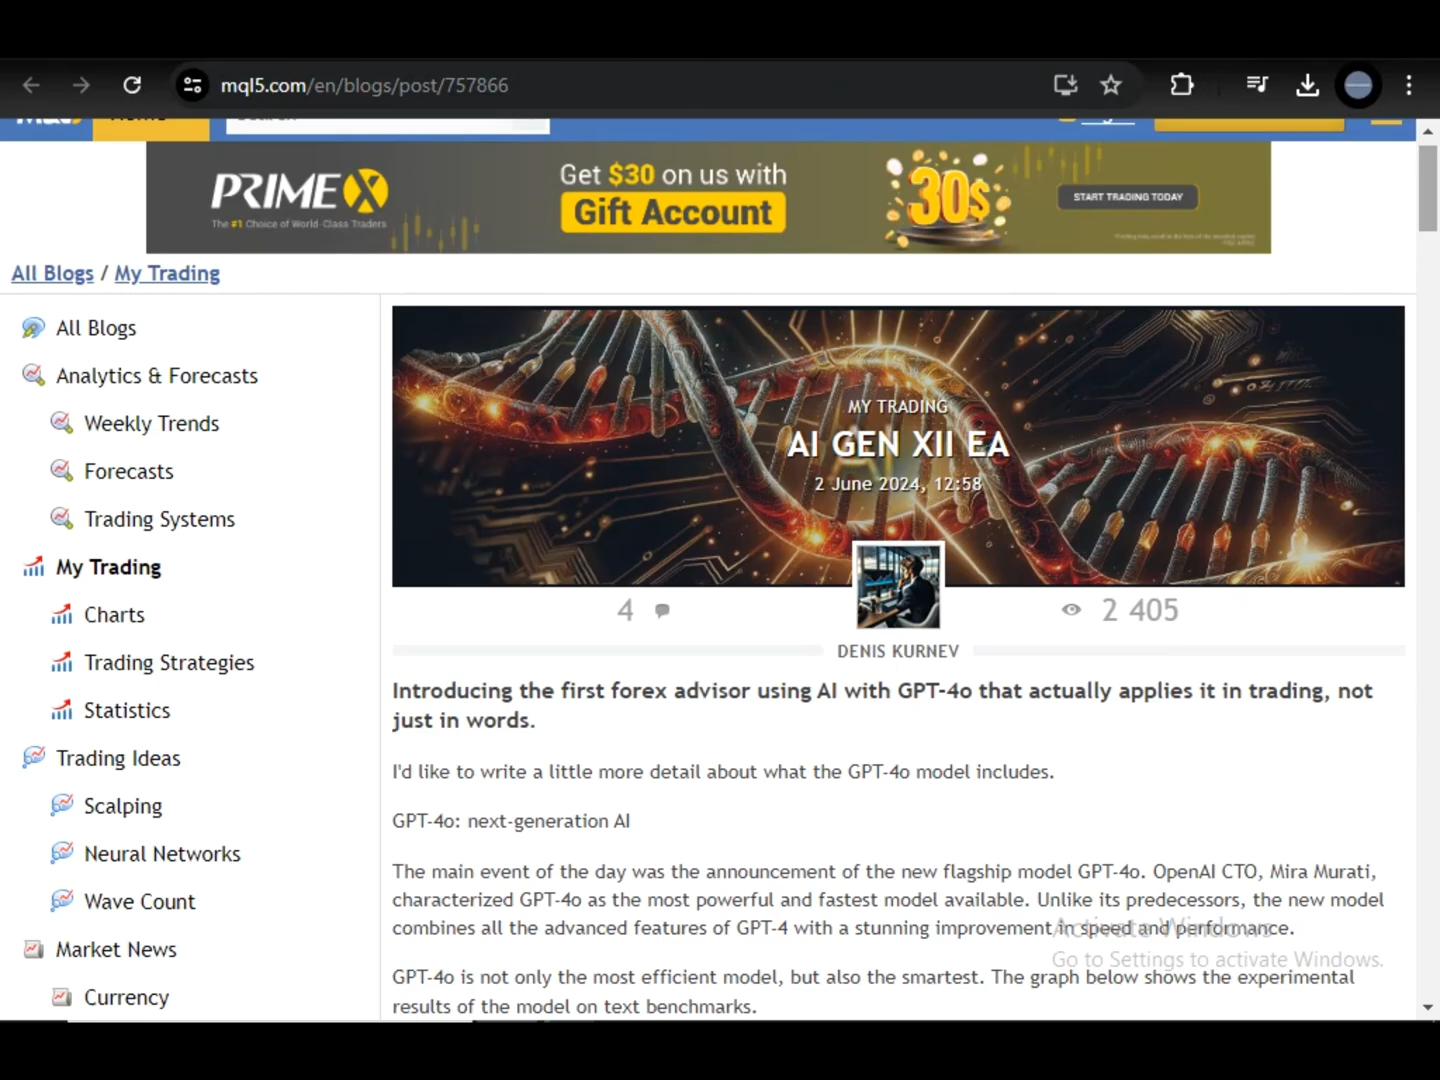 mql5.com/en/blogs/post/757866
PRIME X
The #1 Choice of World-Class Traders
Get $30 on us with
Gift Account
30$
START TRADING TODAY
All Blogs / My Trading
All Blogs
Analytics & Forecasts
Weekly Trends
Forecasts
Trading Systems
My Trading
Charts
Trading Strategies
Statistics
Trading Ideas
Scalping
Neural Networks
Wave Count
Market News
Currency
MY TRADING
AI GEN XII EA
2 June 2024, 12:58
4
2 405
DENIS KURNEV
Introducing the first forex advisor using AI with GPT-4o that actually applies it in trading, not
just in words.
I'd like to write a little more detail about what the GPT-4o model includes.
GPT-4o: next-generation AI
The main event of the day was the announcement of the new flagship model GPT-4o. OpenAI CTO, Mira Murati,
characterized GPT-4o as the most powerful and fastest model available. Unlike its predecessors, the new model
combines all the advanced features of GPT-4 with a stunning improvement in speed and performance.
GPT-4o is not only the most efficient model, but also the smartest. The graph below shows the experimental
results of the model on text benchmarks.
Activate Windows
Go to Settings to activate Windows.